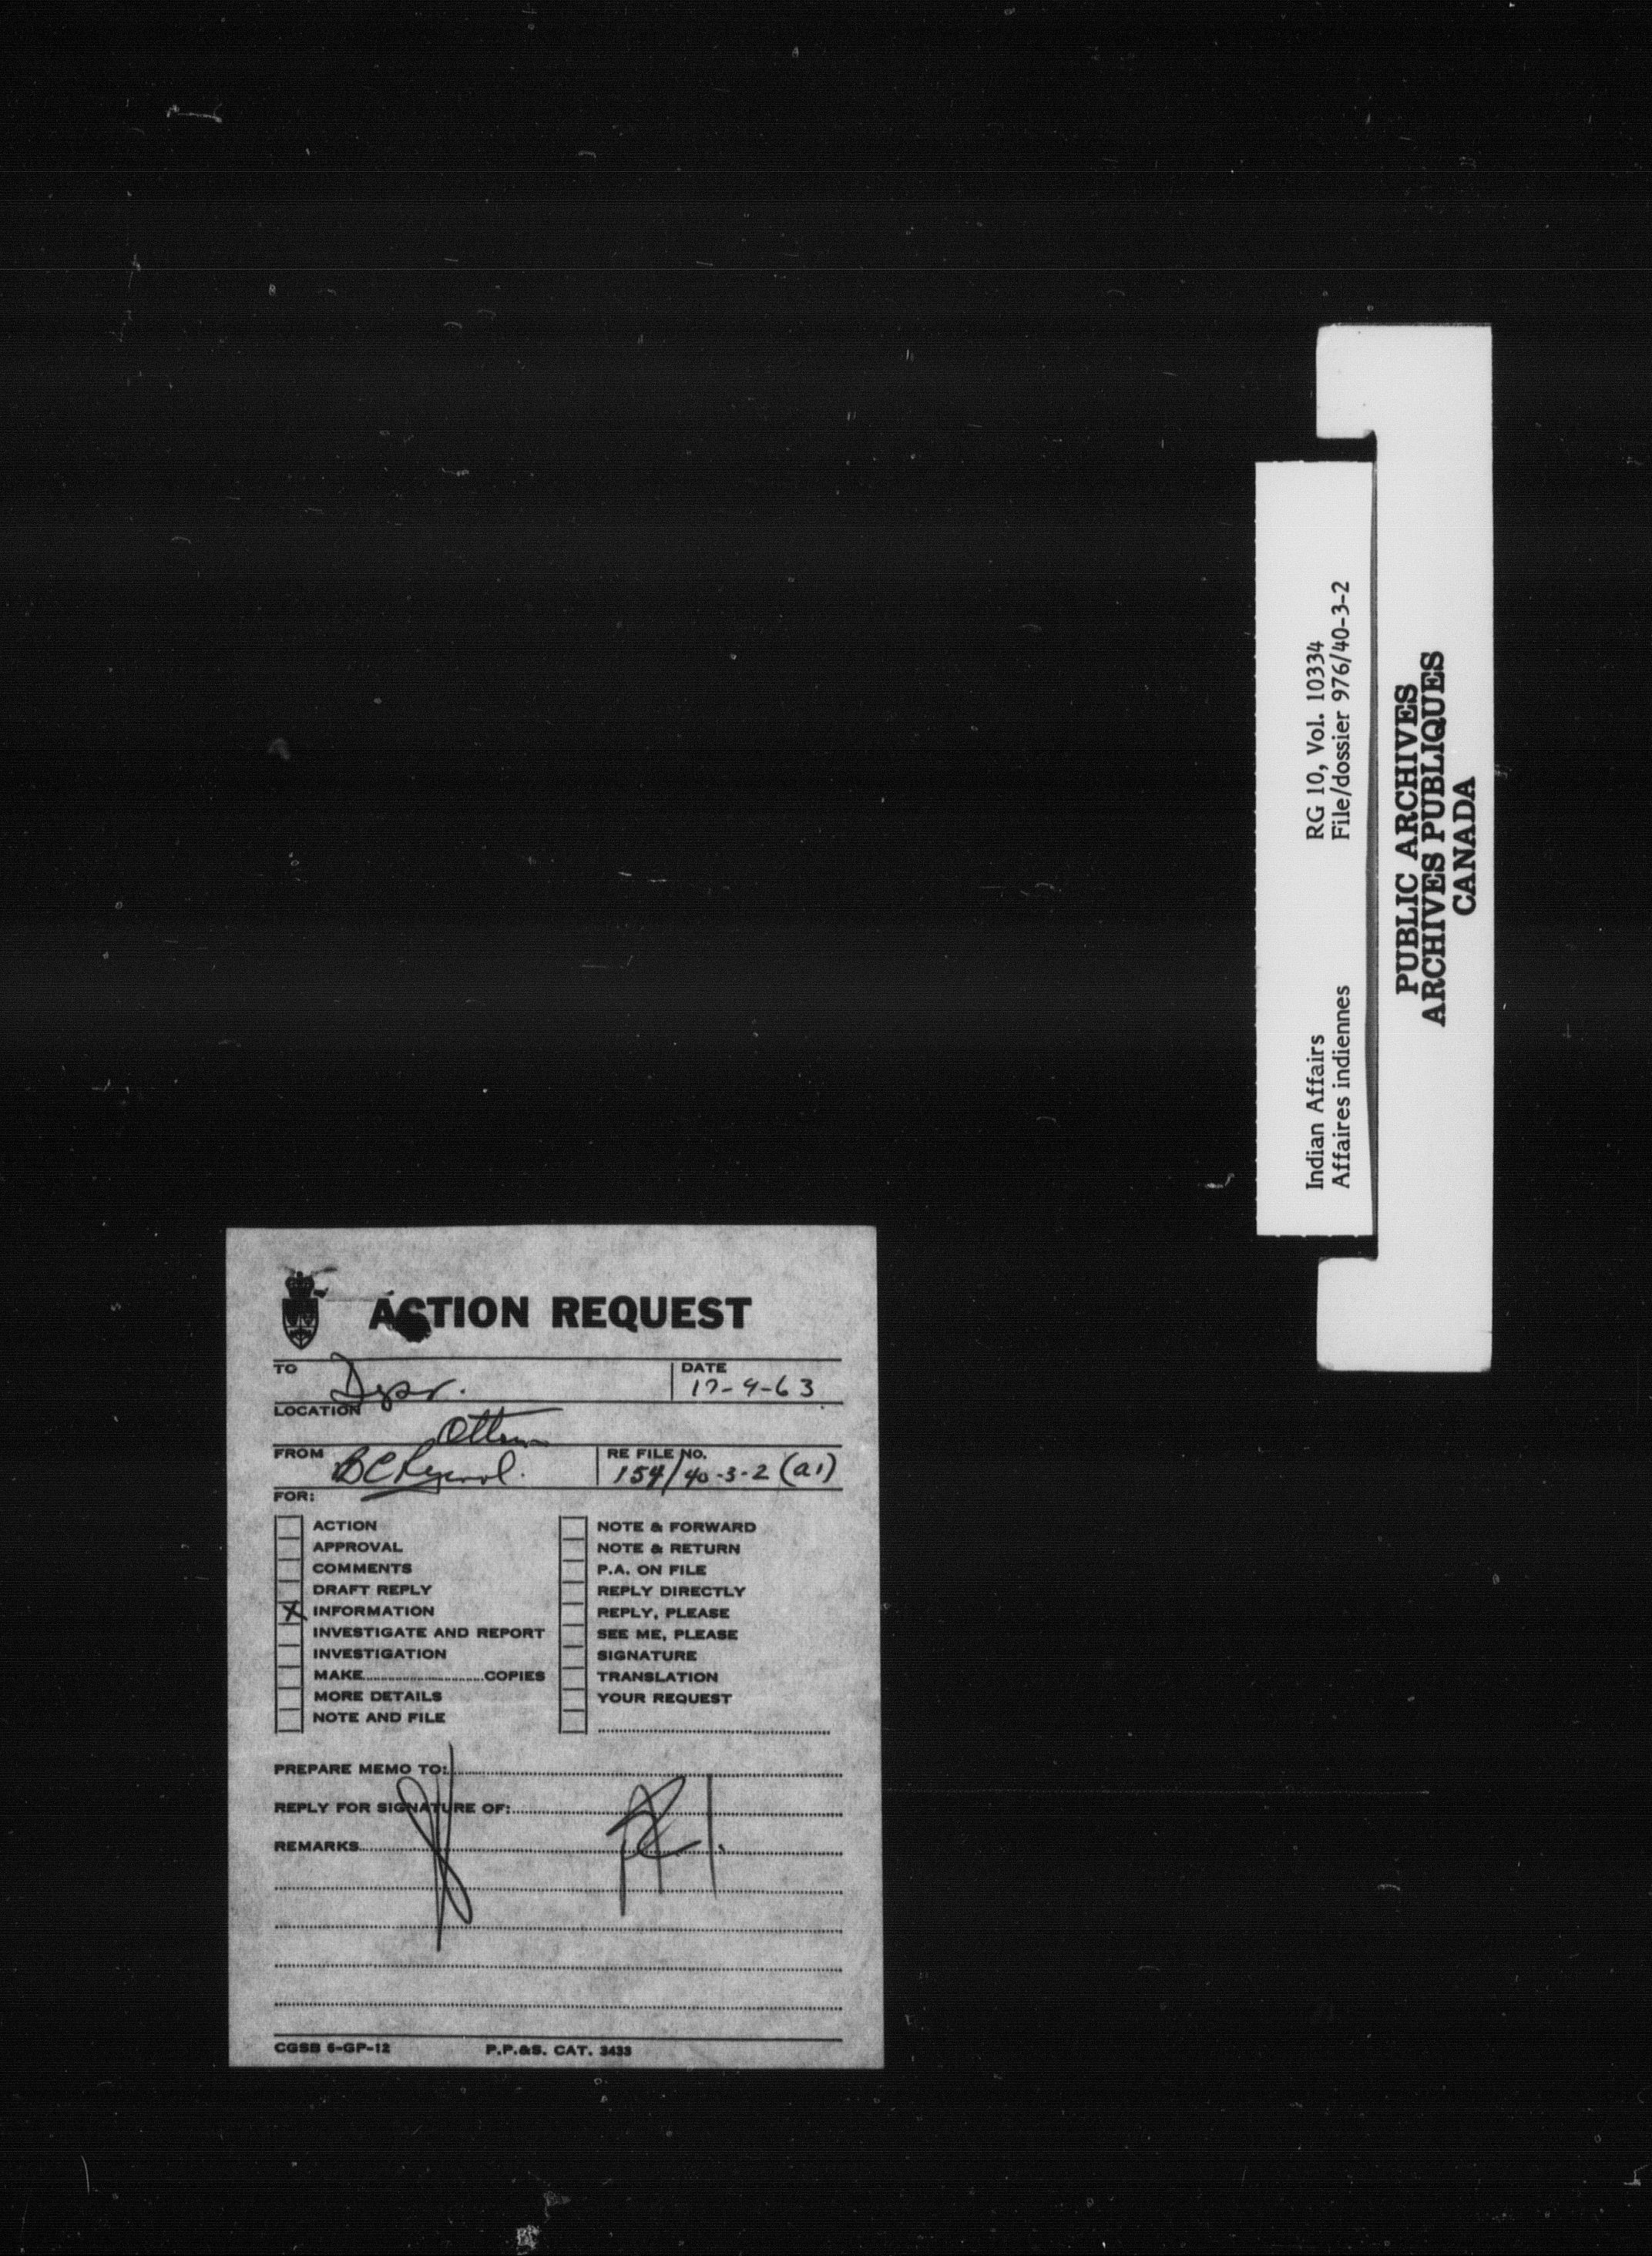 Indian Affairs RG 10, Vol. 10334
Affaires indiennes File/dossier 976/40-3-2
PUBLIC ARCHIVES
ARCHIVES PUBLIQUES
CANADA
ACTION REQUEST
TO DATE
17-9-63
LOCATION
FROM RE FILE NO.
154/40-3-2 (a1)
FOR:
ACTION NOTE & FORWARD
APPROVAL NOTE & RETURN
COMMENTS P.A. ON FILE
DRAFT REPLY REPLY DIRECTLY
X INFORMATION REPLY, PLEASE
INVESTIGATE AND REPORT SEE ME, PLEASE
INVESTIGATION SIGNATURE
MAKE COPIES TRANSLATION
MORE DETAILS YOUR REQUEST
NOTE AND FILE
PREPARE MEMO TO:
REPLY FOR SIGNATURE OF:
REMARKS
CGSB 6-GP-12 P.P.&S. CAT. 3433